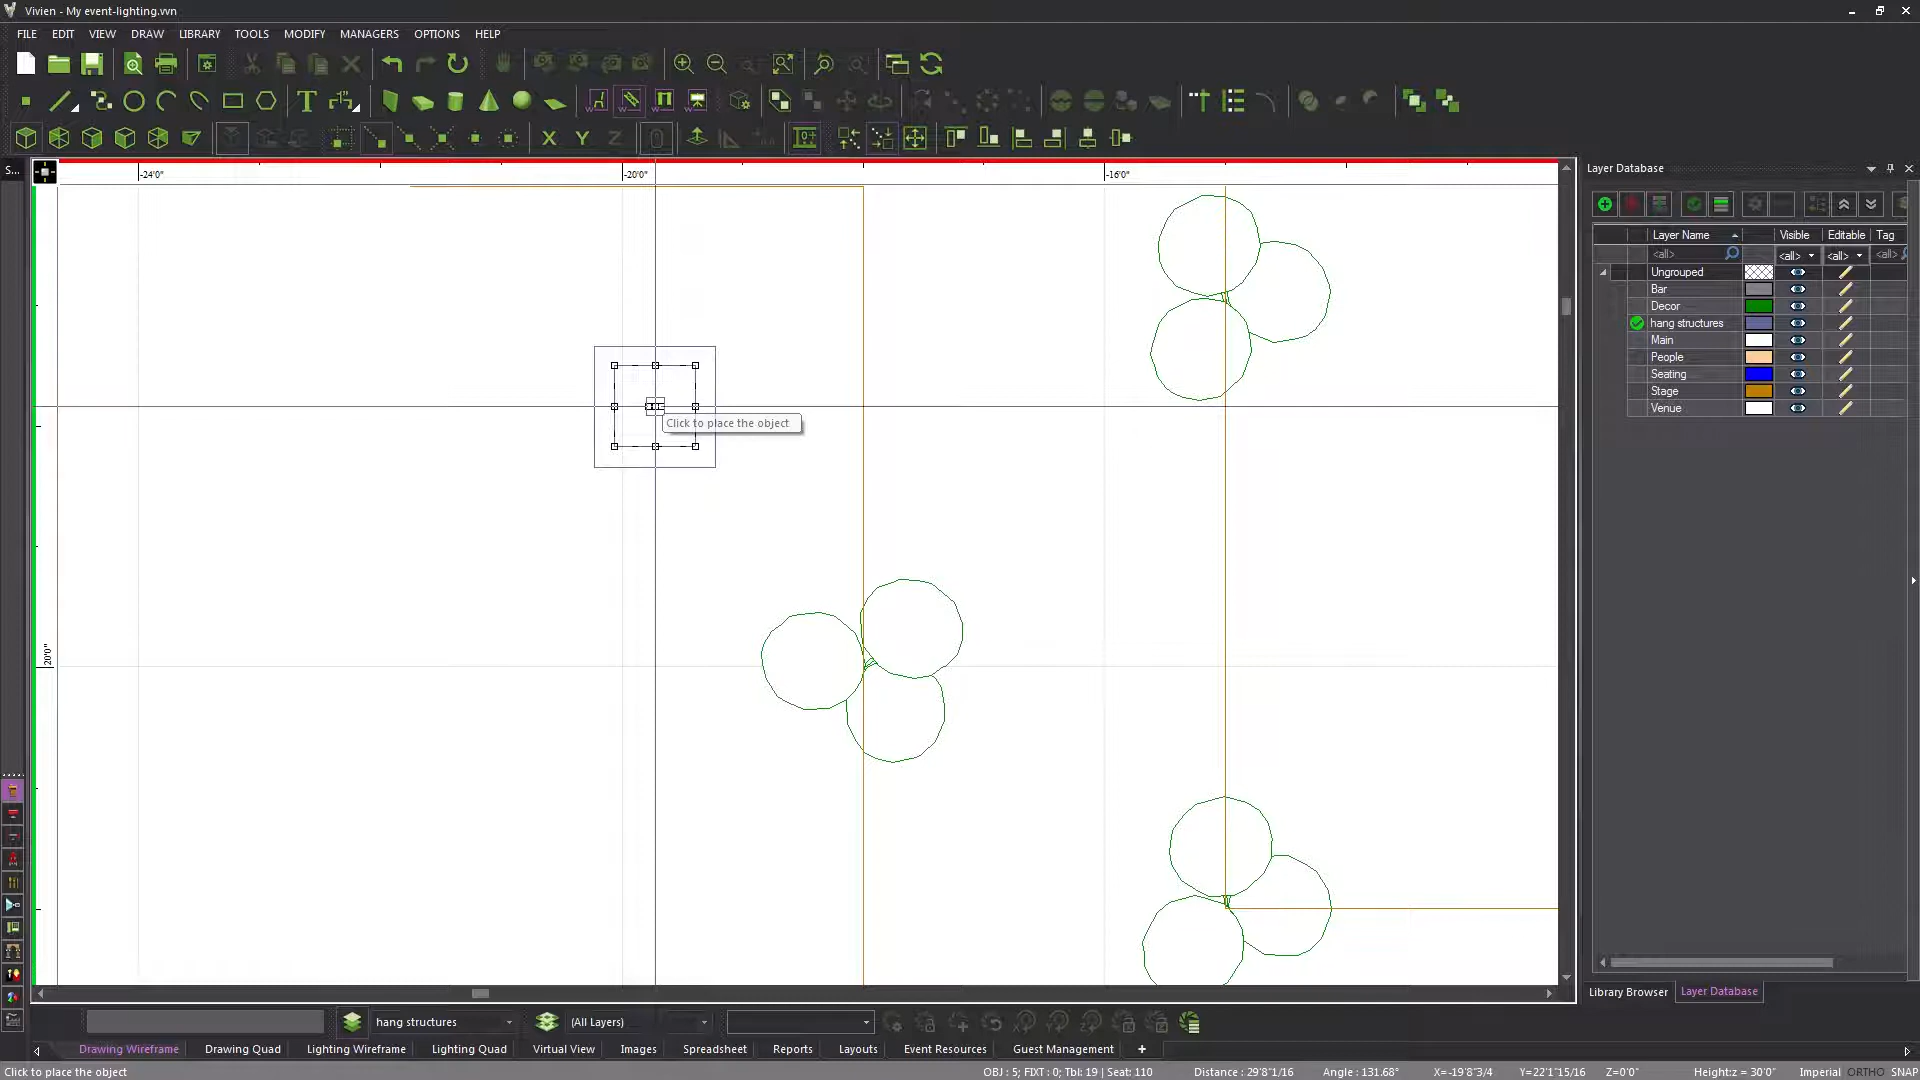 Vivien - My event-lighting.vvn
FILE EDIT VIEW DRAW LIBRARY TOOLS MODIFY MANAGERS OPTIONS HELP
S...
-24'0" -20'0" -16'0"
20'0"
Click to place the object
Layer Database
Layer Name Visible Editable Tag
<all> <all> <all> <all>
Ungrouped
Bar
Decor
hang structures
Main
People
Seating
Stage
Venue
Library Browser Layer Database
hang structures (All Layers)
Drawing Wireframe Drawing Quad Lighting Wireframe Lighting Quad Virtual View Images Spreadsheet Reports Layouts Event Resources Guest Management +
Click to place the object OBJ : 5; FIXT : 0; Tbl: 19 | Seat: 110 Distance : 29'8"1/16 Angle : 131.68° X= -19'8"3/4 Y=22'1"15/16 Z=0'0" Height:z = 30'0" Imperial ORTHO SNAP